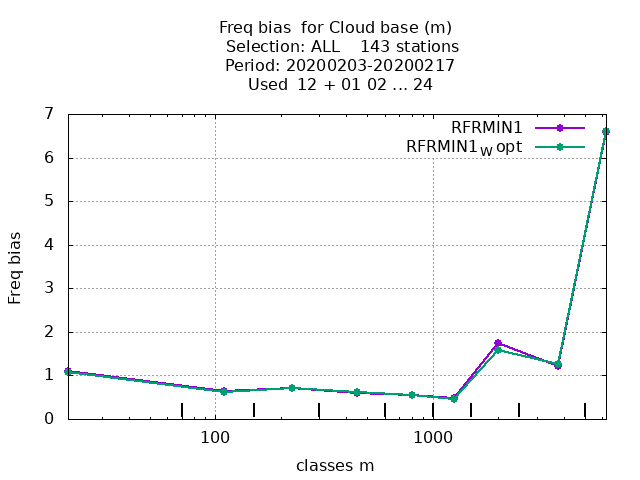 Freq bias  for Cloud base (m)
Selection: ALL    143 stations
Period: 20200203-20200217
Used  12 + 01 02 ... 24
7
6
5
4
3
2
1
0
Freq bias
RFRMIN1
RFRMIN1W opt
100
1000
classes m